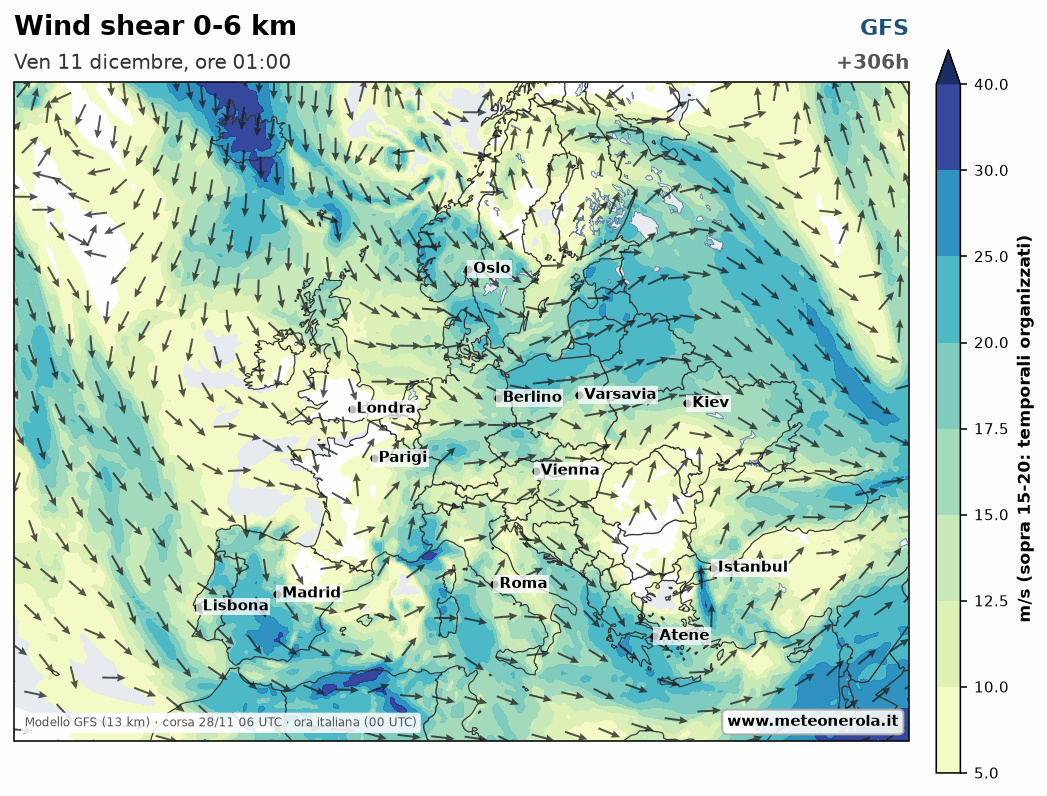 Wind shear 0-6 km
GFS
Ven 11 dicembre, ore 01:00
+306h
40.0
30.0
25.0
20.0
17.5
15.0
12.5
10.0
5.0
m/s (sopra 15-20: temporali organizzati)
Oslo
Berlino
Varsavia
Kiev
Londra
Parigi
Vienna
Istanbul
Roma
Madrid
Lisbona
Atene
Modello GFS (13 km) · corsa 28/11 06 UTC · ora italiana (00 UTC)
www.meteonerola.it